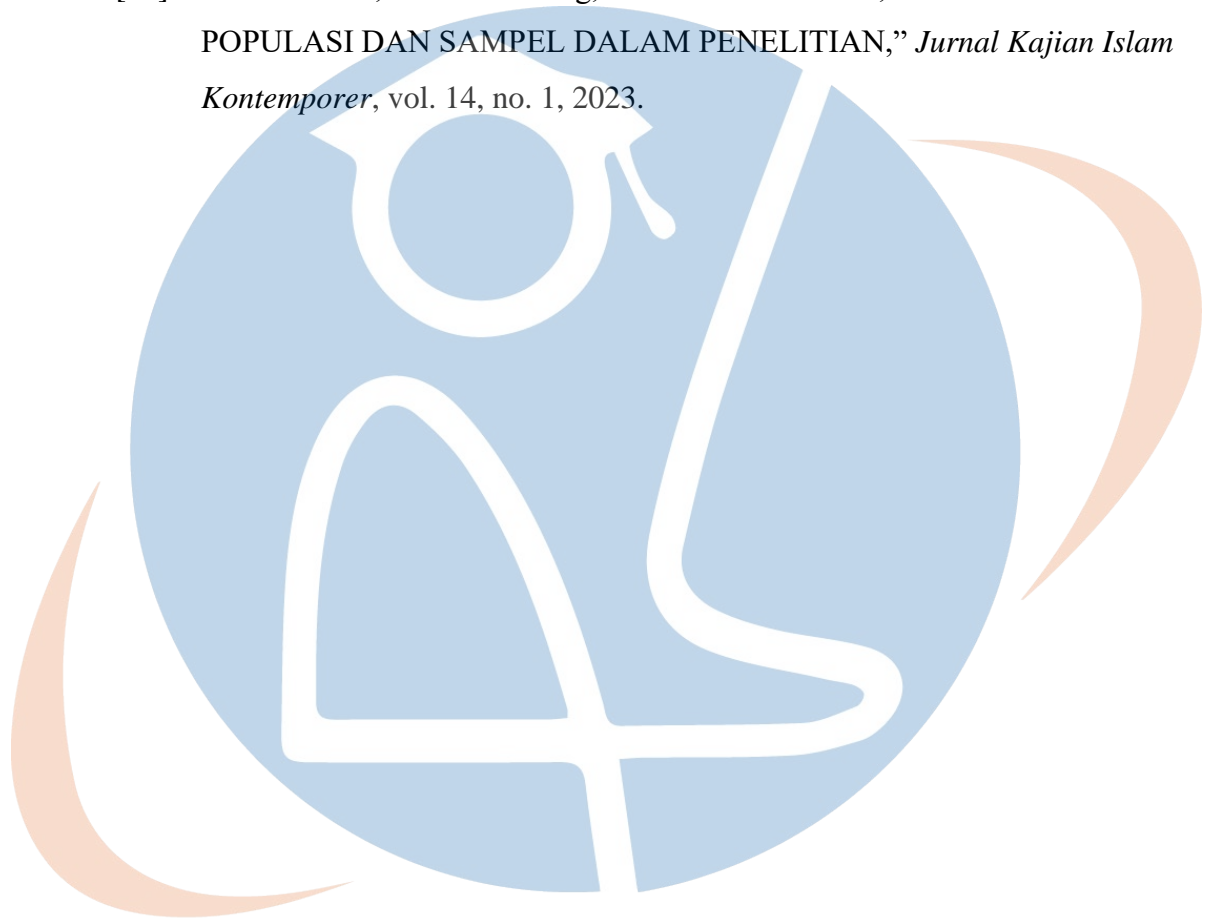 POPULASI DAN SAMPEL DALAM PENELITIAN,” Jurnal Kajian Islam
Kontemporer, vol. 14, no. 1, 2023.